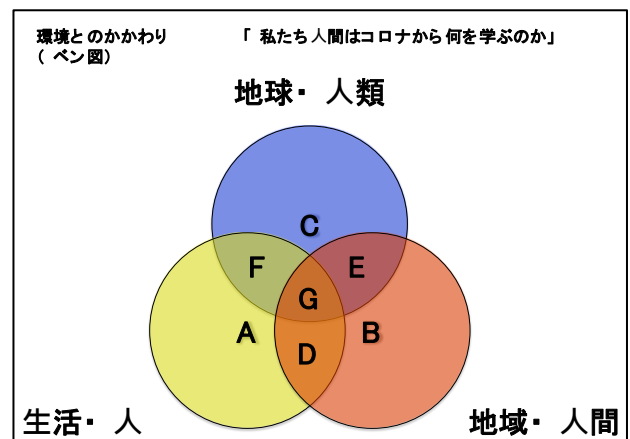 環境とのかかわり 「 私たち人間はコロナから何を学ぶのか」
( ベン図)
地球・ 人類
C
F E
G
A B
D
生活・ 人 地域・ 人間